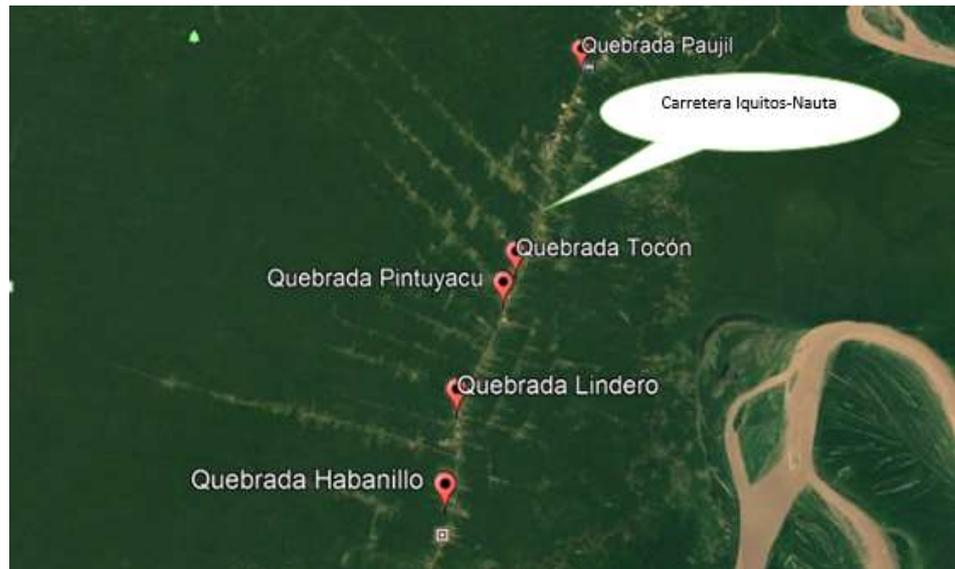 Quebrada Paujil
Carretera Iquitos-Nauta
Quebrada Tocón
Quebrada Pintuyacu
Quebrada Lindero
Quebrada Habanillo